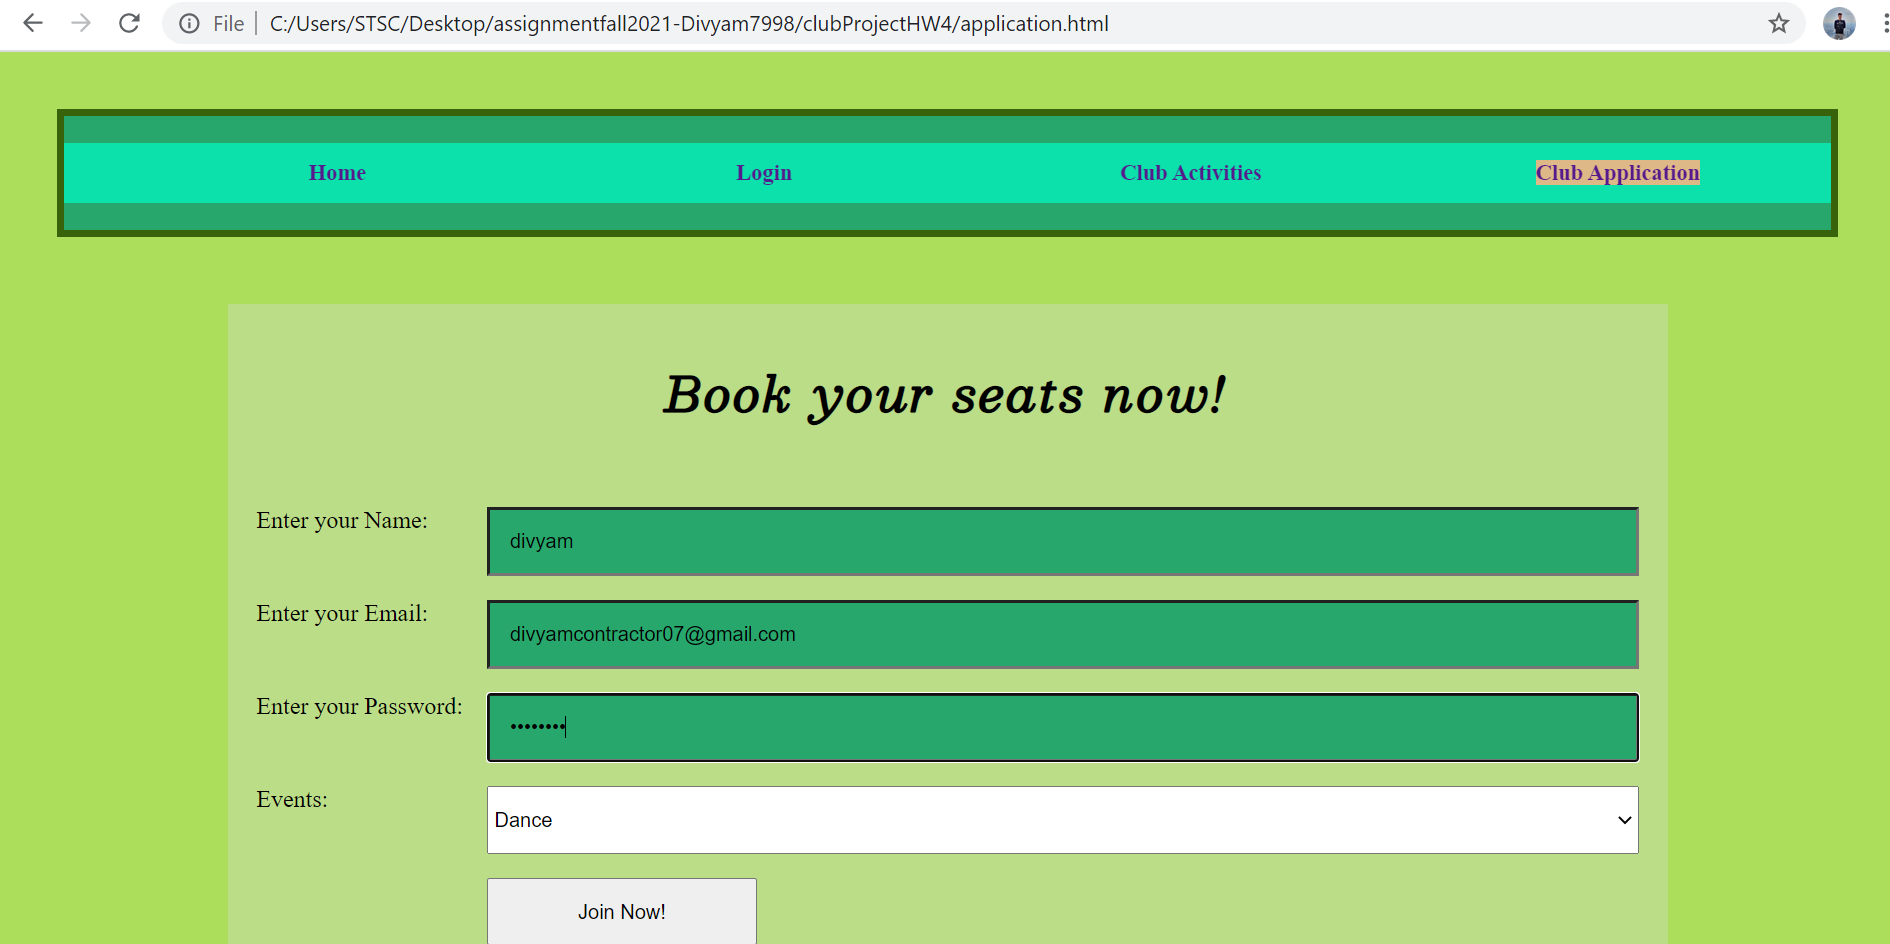 File | C:/Users/STSC/Desktop/assignmentfall2021-Divyam7998/clubProjectHW4/application.html
Home Login Club Activities Club Application
Book your seats now!
Enter your Name: divyam
Enter your Email: divyamcontractor07@gmail.com
Enter your Password: ••••••••
Events: Dance
Join Now!